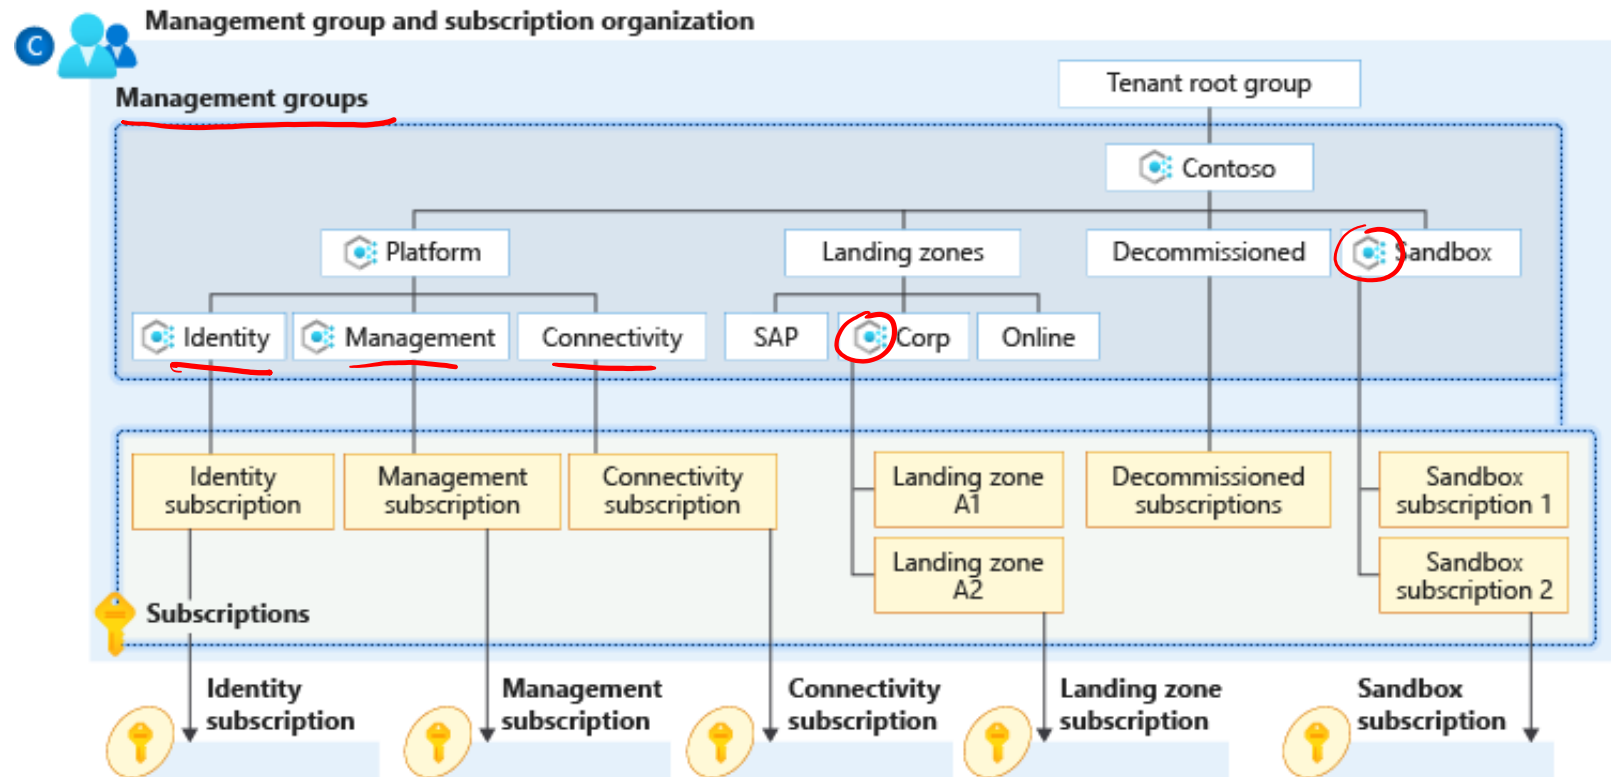 Management group and subscription organization
C
Management groups
Tenant root group
Contoso
Platform
Landing zones
Decommissioned
Sandbox
Identity
Management
Connectivity
SAP
Corp
Online
Identity
subscription
Management
subscription
Connectivity
subscription
Landing zone
A1
Decommissioned
subscriptions
Sandbox
subscription 1
Landing zone
A2
Sandbox
subscription 2
Subscriptions
Identity
subscription
Management
subscription
Connectivity
subscription
Landing zone
subscription
Sandbox
subscription